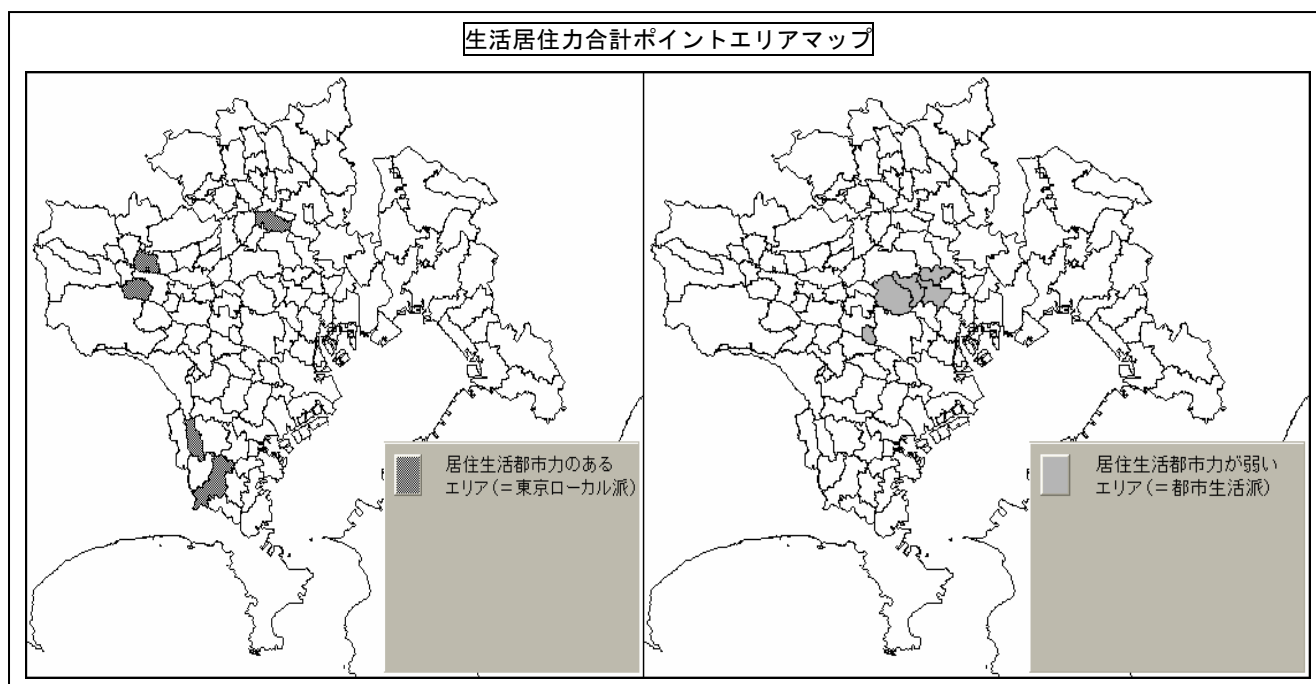 生活居住力合計ポイントエリアマップ
居住生活都市力のある
エリア(=東京ローカル派)
居住生活都市力が弱い
エリア(=都市生活派)